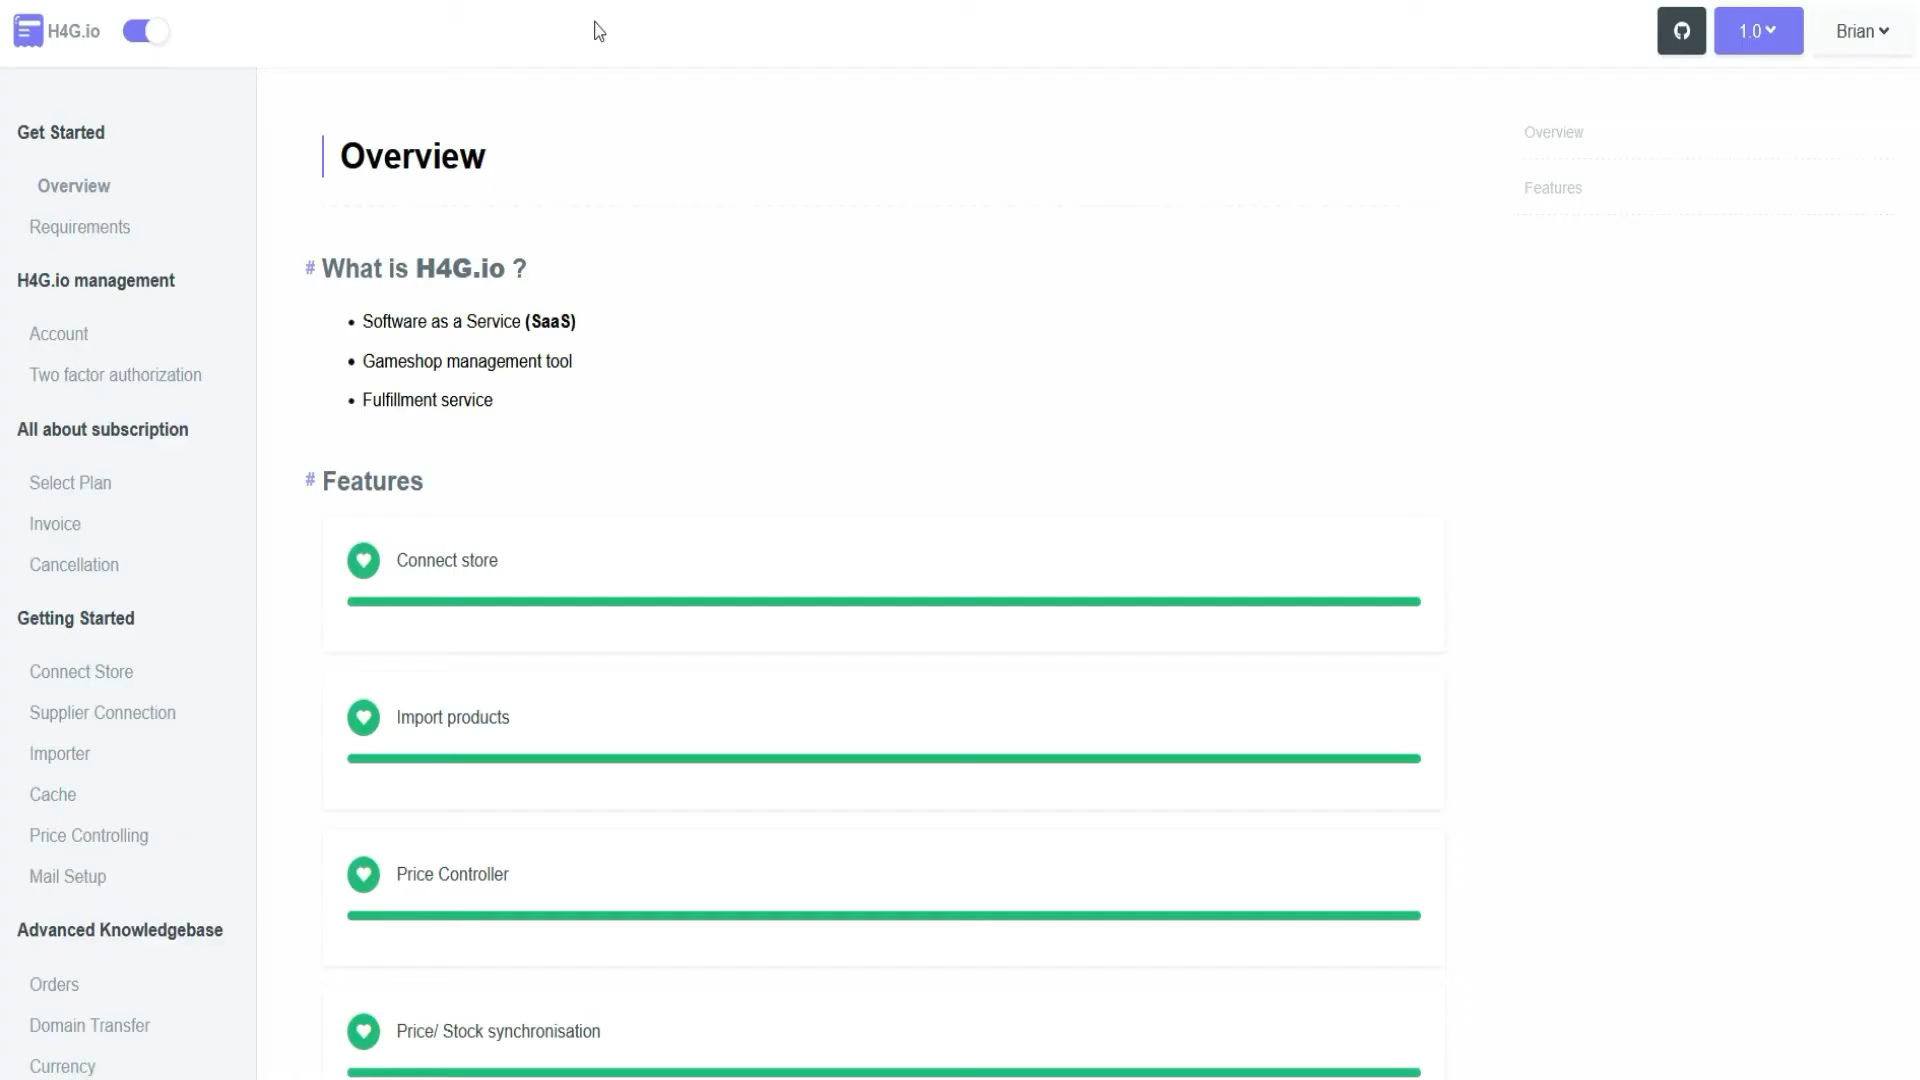 H4G.io
1.0
Brian
Get Started
Overview
Requirements
H4G.io management
Account
Two factor authorization
All about subscription
Select Plan
Invoice
Cancellation
Getting Started
Connect Store
Supplier Connection
Importer
Cache
Price Controlling
Mail Setup
Advanced Knowledgebase
Orders
Domain Transfer
Currency
Overview
# What is H4G.io ?
• Software as a Service (SaaS)
• Gameshop management tool
• Fulfillment service
# Features
Connect store
Import products
Price Controller
Price/ Stock synchronisation
Overview
Features